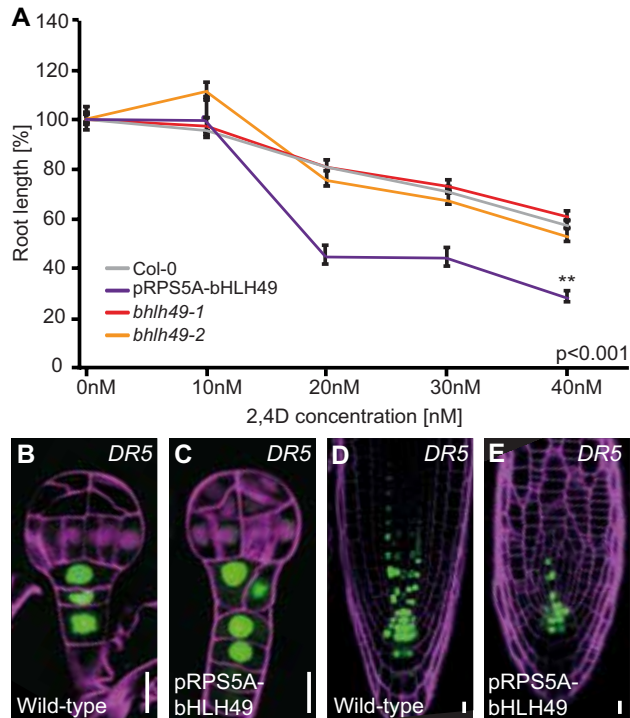 A
140
120
100
80
60
40
20
0
Root length [%]
Col-0
pRPS5A-bHLH49
bhlh49-1
bhlh49-2
**
p<0.001
0nM 10nM 20nM 30nM 40nM
2,4D concentration [nM]
B DR5
Wild-type
C DR5
pRPS5A-
bHLH49
D DR5
Wild-type
E DR5
pRPS5A-
bHLH49